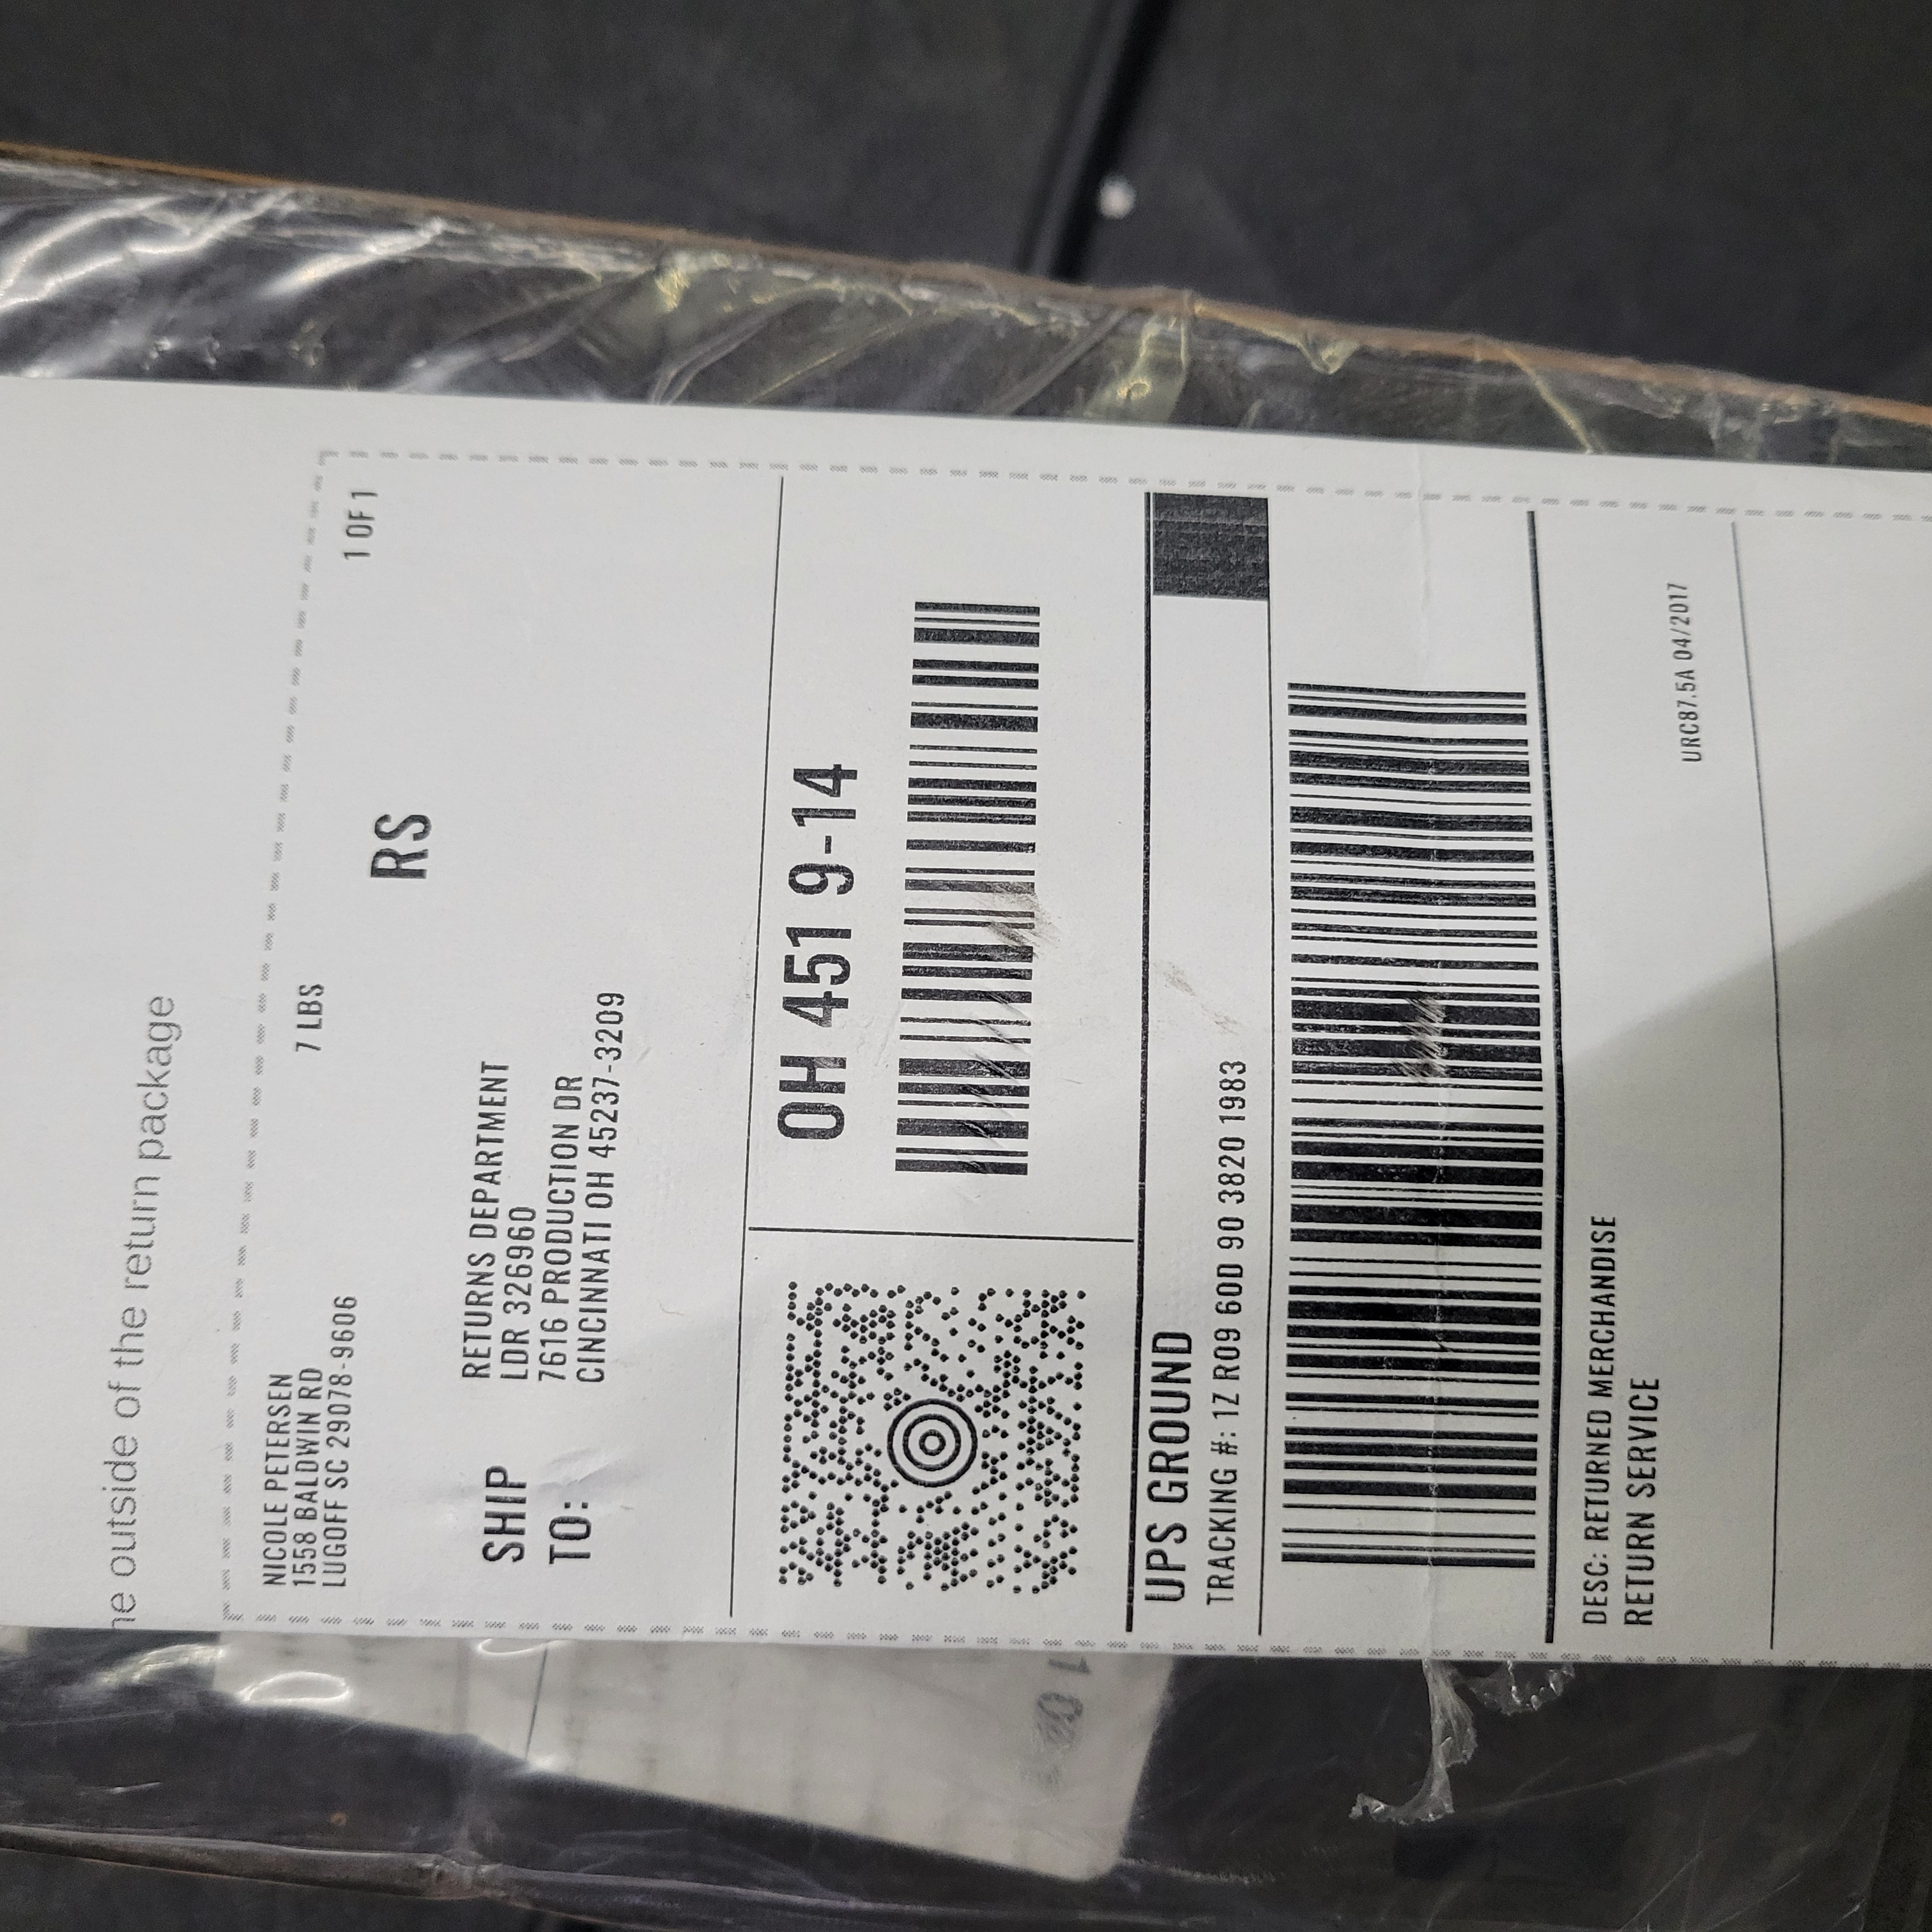 outside of the return package
NICOLE PETERSEN
1558 BALDWIN RD
LUGOFF SC 29078-9606
7 LBS
1 OF 1
RS
SHIP
TO:
RETURNS DEPARTMENT
LDR 326960
7616 PRODUCTION DR
CINCINNATI OH 45237-3209
OH 451 9-14
UPS GROUND
TRACKING #: 1Z R09 60D 90 3820 1983
DESC: RETURNED MERCHANDISE
RETURN SERVICE
URC87.5A 04/2017